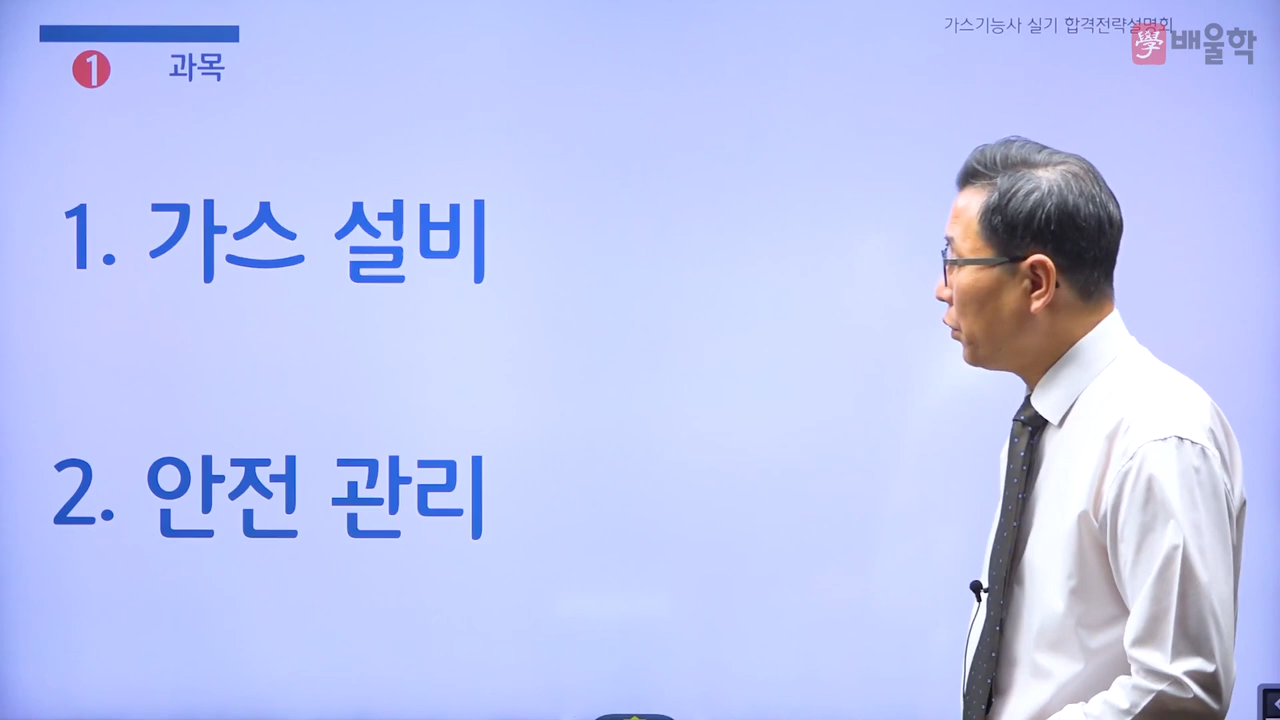 1 과목
가스기능사 실기 합격전략설명회
學 배울학
1. 가스 설비
2. 안전 관리